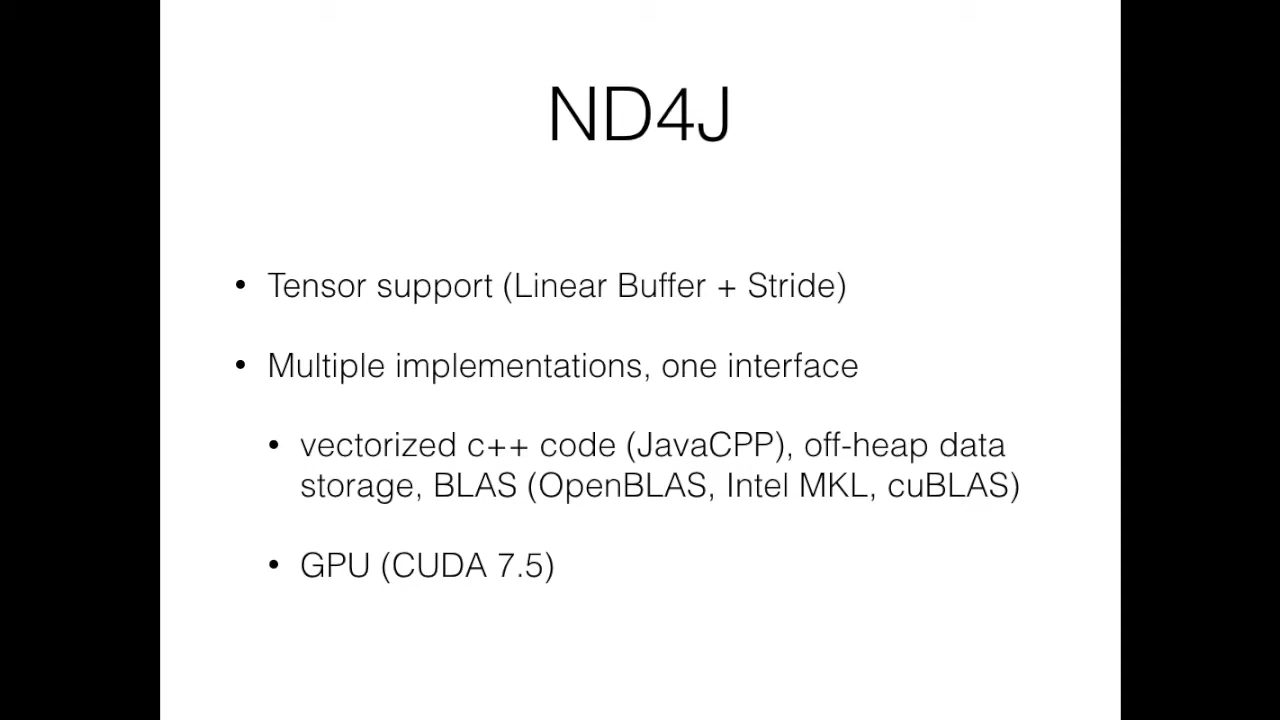 ND4J
• Tensor support (Linear Buffer + Stride)
• Multiple implementations, one interface
• vectorized c++ code (JavaCPP), off-heap data
storage, BLAS (OpenBLAS, Intel MKL, cuBLAS)
• GPU (CUDA 7.5)